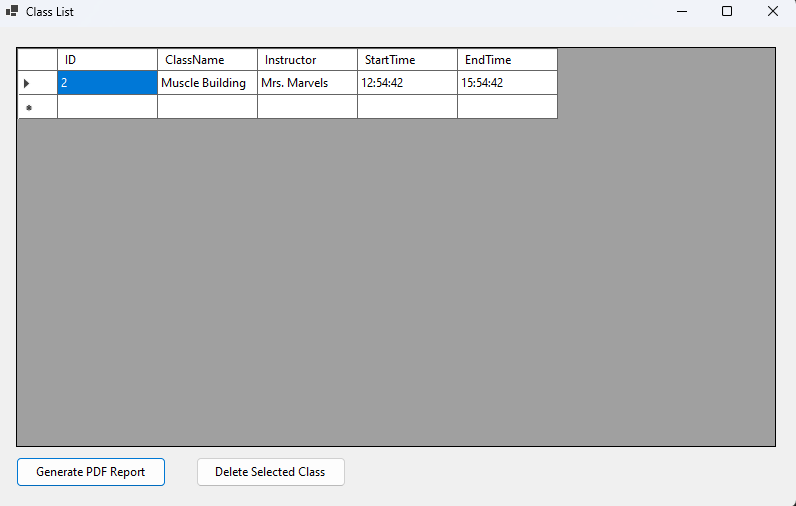 Class List
ID ClassName Instructor StartTime EndTime
2 Muscle Building Mrs. Marvels 12:54:42 15:54:42
Generate PDF Report Delete Selected Class